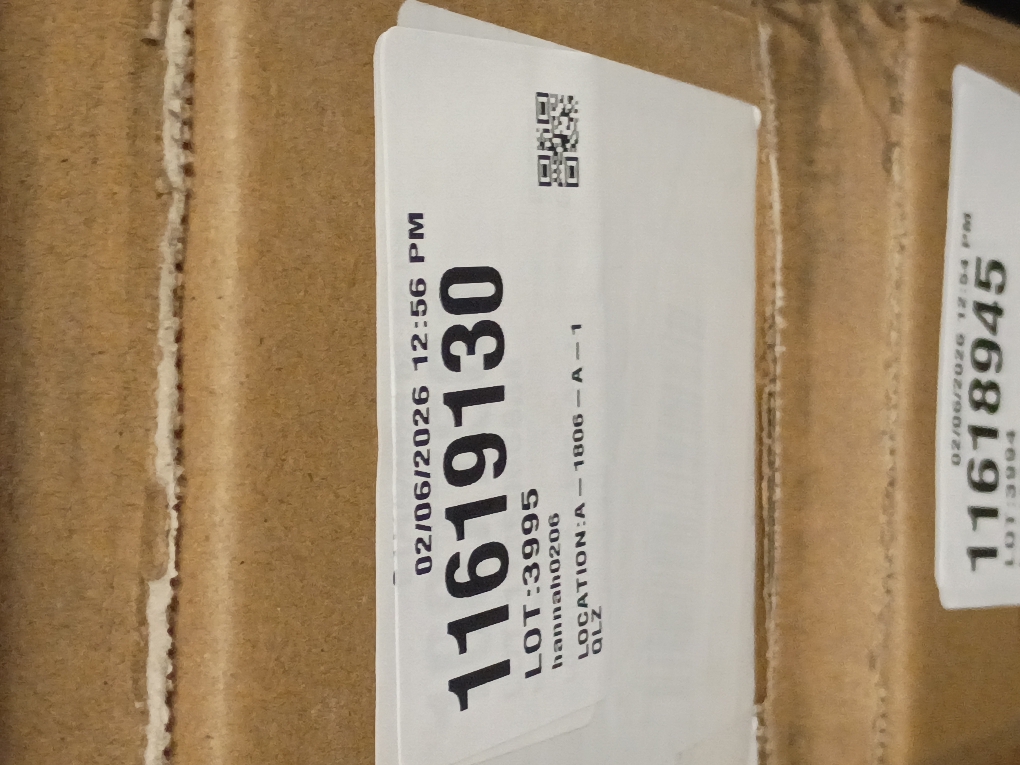 02/06/2026 12:56 PM
11619130
LOT:3995
hannah0206
LOCATION:A-1806-A-1
QLZ
02/06/2026 12:54 PM
11618945
LOT:3994